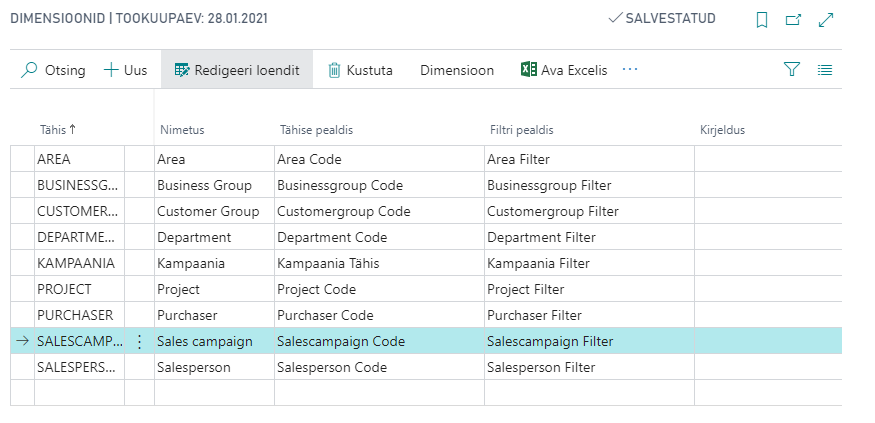 DIMENSIOONID | TÖÖKUUPÄEV: 28.01.2021 SALVESTATUD
Otsing Uus Redigeeri loendit Kustuta Dimensioon Ava Excelis ···
Tähis ↑ Nimetus Tähise pealdis Filtri pealdis Kirjeldus
AREA Area Area Code Area Filter
BUSINESSG... Business Group Businessgroup Code Businessgroup Filter
CUSTOMER... Customer Group Customergroup Code Customergroup Filter
DEPARTME... Department Department Code Department Filter
KAMPAANIA Kampaania Kampaania Tähis Kampaania Filter
PROJECT Project Project Code Project Filter
PURCHASER Purchaser Purchaser Code Purchaser Filter
SALESCAMP... Sales campaign Salescampaign Code Salescampaign Filter
SALESPERS... Salesperson Salesperson Code Salesperson Filter